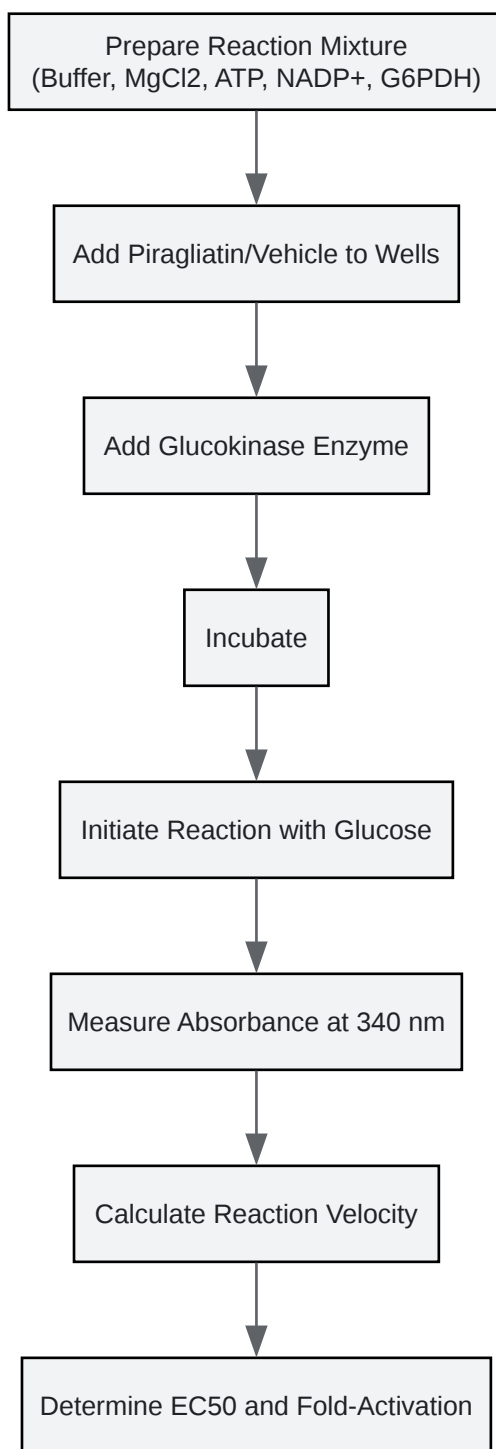 Prepare Reaction Mixture
(Buffer, MgCl2, ATP, NADP+, G6PDH)
Add Piragliatin/Vehicle to Wells
Add Glucokinase Enzyme
Incubate
Initiate Reaction with Glucose
Measure Absorbance at 340 nm
Calculate Reaction Velocity
Determine EC50 and Fold-Activation